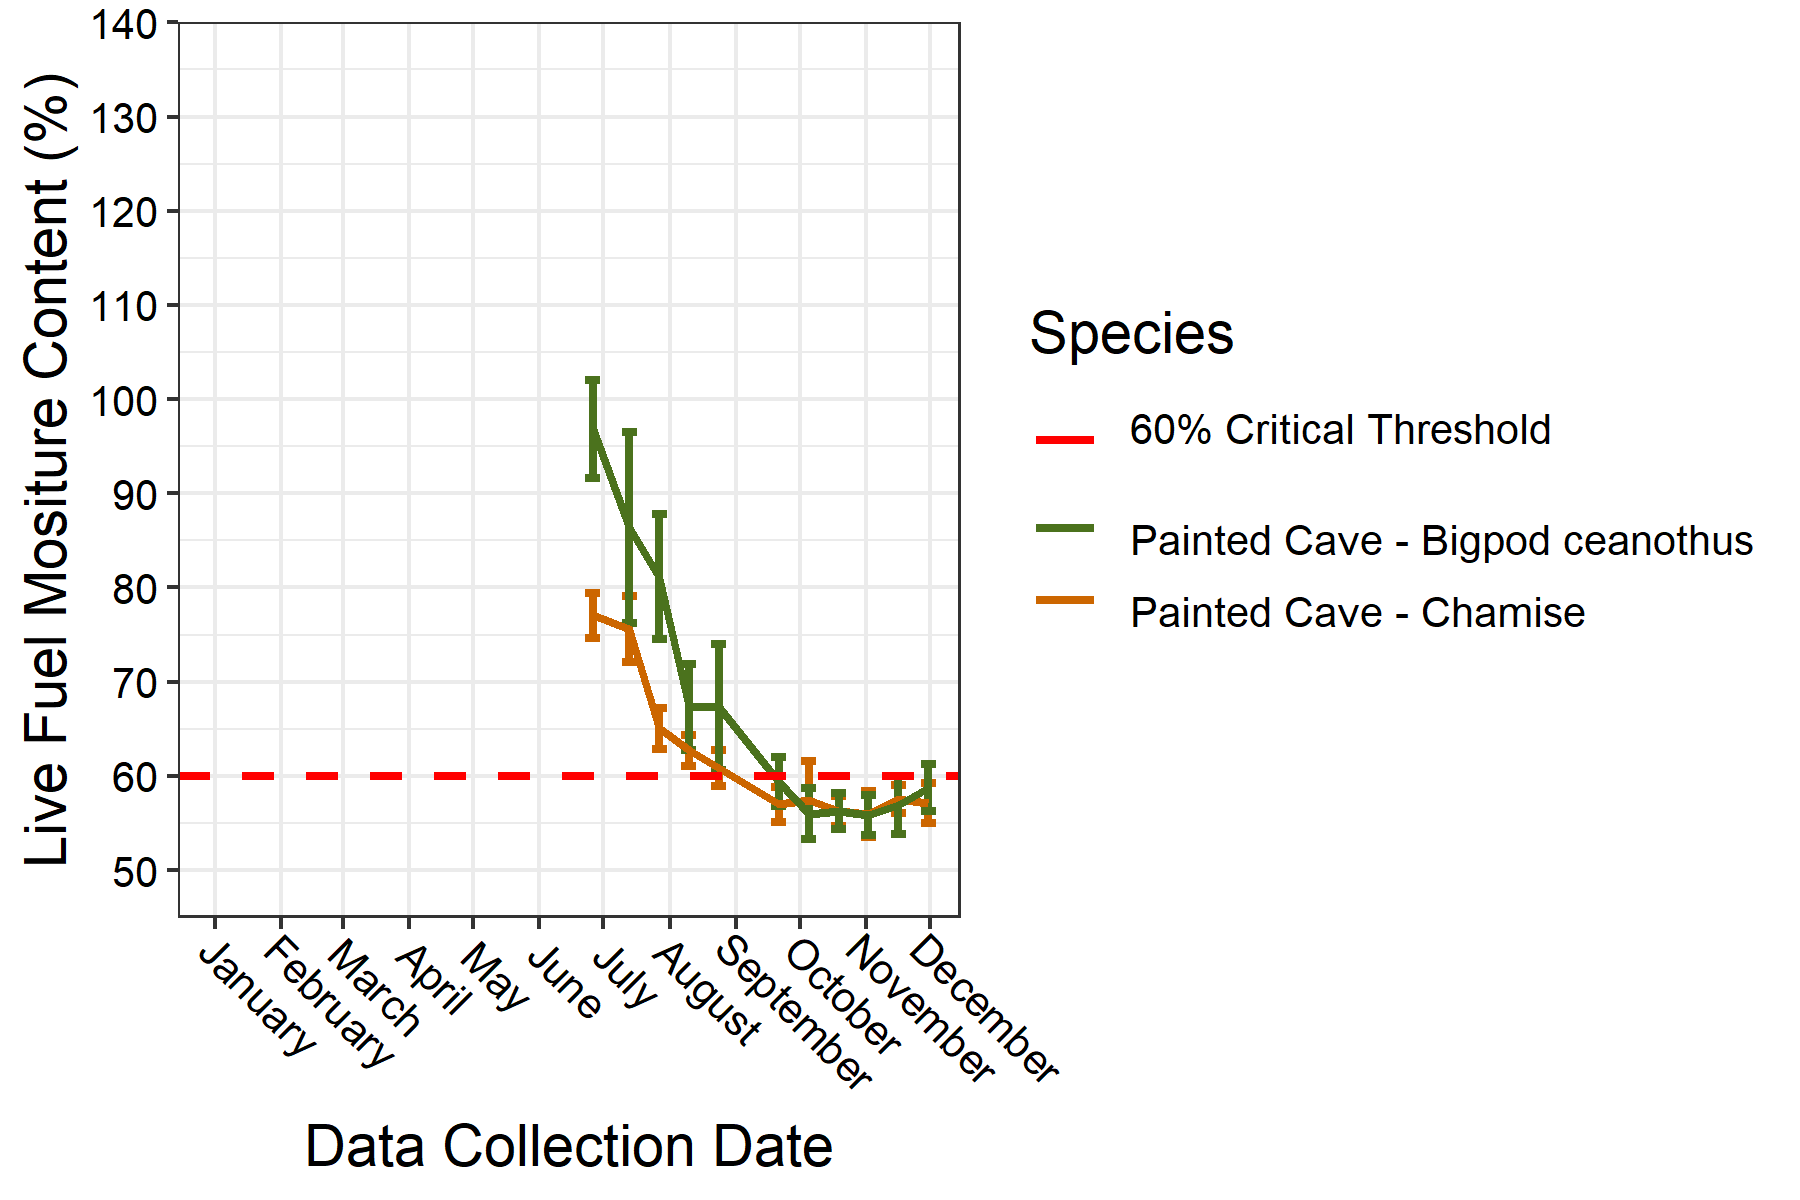 Live Fuel Mositure Content (%)
140
130
120
110
100
90
80
70
60
50
January
February
March
April
May
June
July
August
September
October
November
December
Data Collection Date
Species
60% Critical Threshold
Painted Cave - Bigpod ceanothus
Painted Cave - Chamise